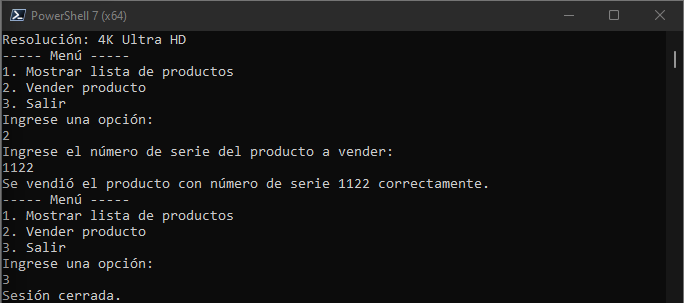 PowerShell 7 (x64)
Resolución: 4K Ultra HD
----- Menú -----
1. Mostrar lista de productos
2. Vender producto
3. Salir
Ingrese una opción:
2
Ingrese el número de serie del producto a vender:
1122
Se vendió el producto con número de serie 1122 correctamente.
----- Menú -----
1. Mostrar lista de productos
2. Vender producto
3. Salir
Ingrese una opción:
3
Sesión cerrada.